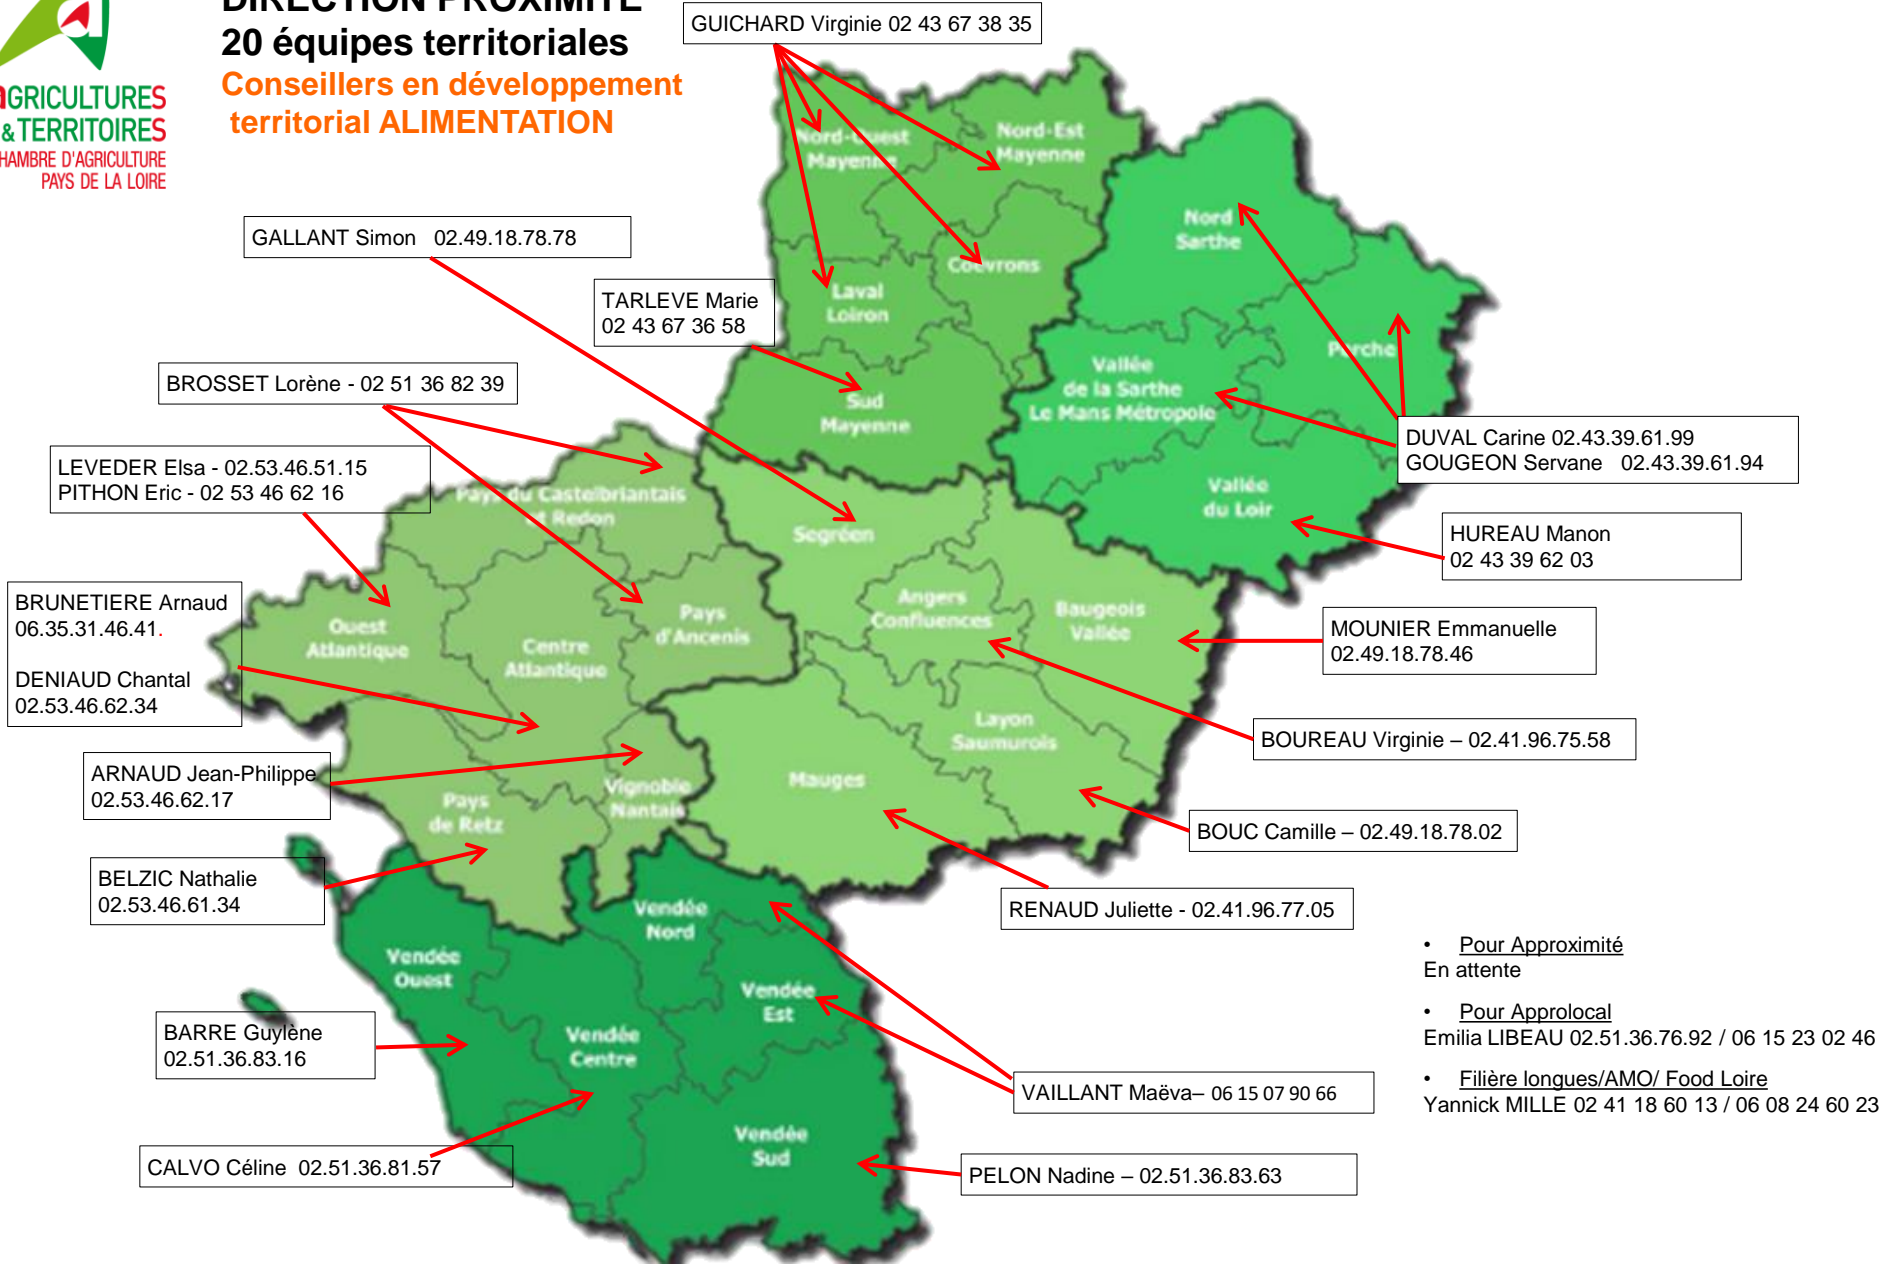 DIRECTION PROXIMITE
20 équipes territoriales
Conseillers en développement
territorial ALIMENTATION
a
aGRICULTURES
&TERRITOIRES
HAMBRE D'AGRICULTURE
PAYS DE LA LOIRE
GUICHARD Virginie 02 43 67 38 35
Nord-Ouest
Mayenne
Nord-Est
Mayenne
Nord
Sarthe
GALLANT Simon 02.49.18.78.78
Coëvrons
Laval
Loiron
TARLEVE Marie
02 43 67 36 58
Perche
Vallée
de la Sarthe
Le Mans Métropole
BROSSET Lorène - 02 51 36 82 39
Sud
Mayenne
DUVAL Carine 02.43.39.61.99
GOUGEON Servane 02.43.39.61.94
LEVEDER Elsa - 02.53.46.51.15
PITHON Eric - 02 53 46 62 16
Pays du Castelbriantais
et Redon
Vallée
du Loir
Segréen
HUREAU Manon
02 43 39 62 03
BRUNETIERE Arnaud
06.35.31.46.41.
DENIAUD Chantal
02.53.46.62.34
Ouest
Atlantique
Centre
Atlantique
Pays
d'Ancenis
Angers
Confluences
Baugeois
Vallée
MOUNIER Emmanuelle
02.49.18.78.46
Layon
Saumurois
BOUREAU Virginie – 02.41.96.75.58
ARNAUD Jean-Philippe
02.53.46.62.17
Pays
de Retz
Vignoble
Nantais
Mauges
BOUC Camille – 02.49.18.78.02
BELZIC Nathalie
02.53.46.61.34
RENAUD Juliette - 02.41.96.77.05
Vendée
Nord
Vendée
Ouest
Vendée
Est
• Pour Approximité
En attente
• Pour Approlocal
Emilia LIBEAU 02.51.36.76.92 / 06 15 23 02 46
• Filière longues/AMO/ Food Loire
Yannick MILLE 02 41 18 60 13 / 06 08 24 60 23
BARRE Guylène
02.51.36.83.16
Vendée
Centre
VAILLANT Maëva– 06 15 07 90 66
Vendée
Sud
CALVO Céline 02.51.36.81.57
PELON Nadine – 02.51.36.83.63